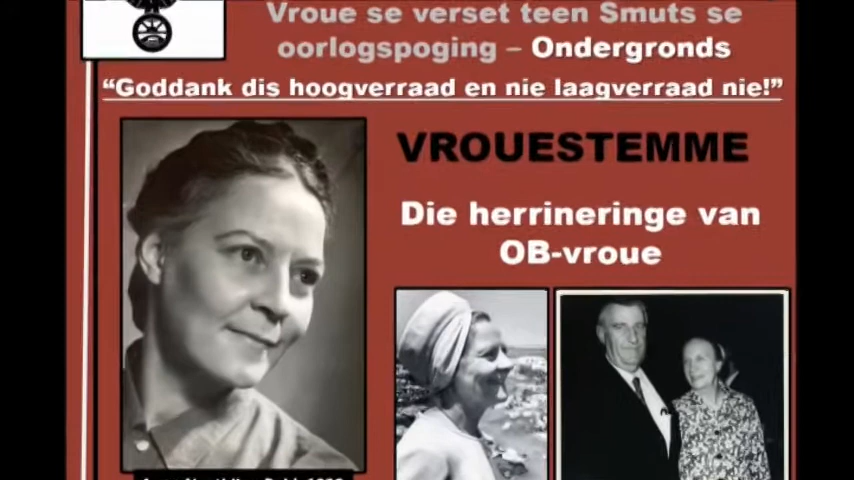 Vroue se verset teen Smuts se
oorlogspoging – Ondergronds
“Goddank dis hoogverraad en nie laagverraad nie!”
VROUESTEMME
Die herrineringe van
OB-vroue